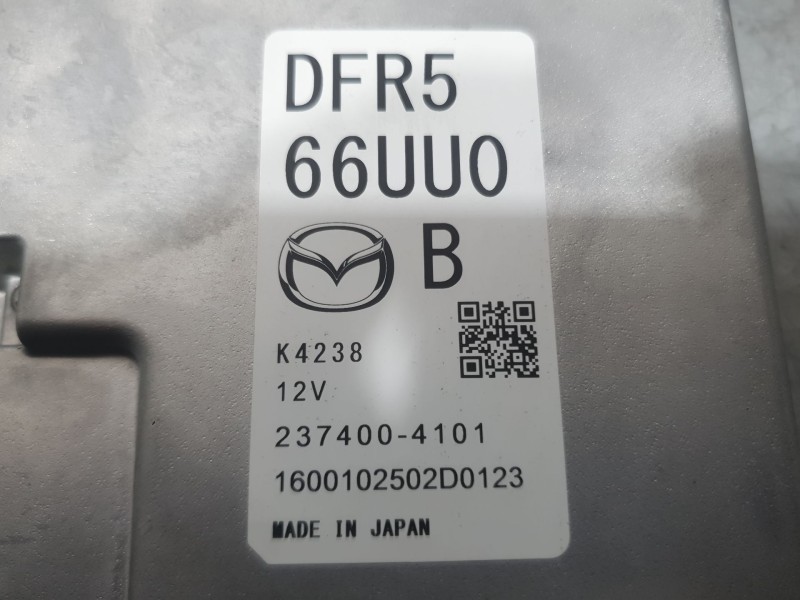 DFR5
66UU0
B
K4238
12V
237400-4101
1600102502D0123
MADE IN JAPAN